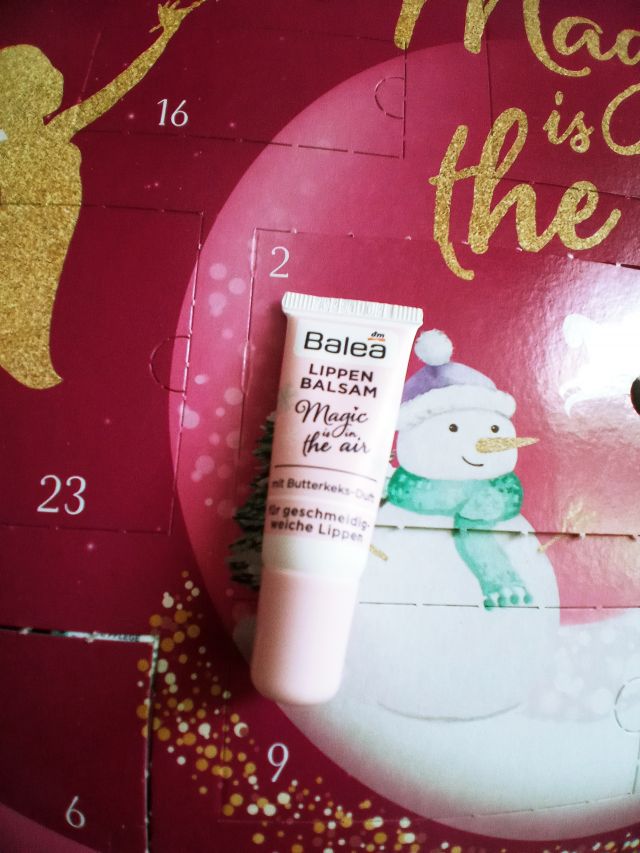 Mag
is
the
16
2
23
9
6
dm
Balea
LIPPEN
BALSAM
Magic
is in
the air
mit Butterkeks-Duft
für geschmeidig-
weiche Lippen